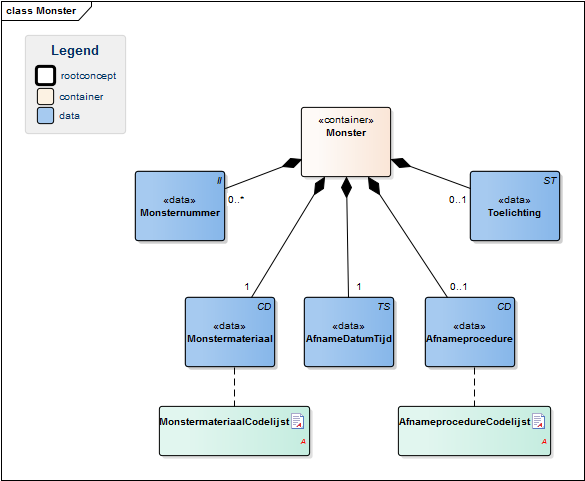 class Monster
Legend
rootconcept
container
data
«container»
Monster
II
«data»
Monsternummer
0..*
ST
«data»
Toelichting
0..1
1
1
0..1
CD
«data»
Monstermateriaal
TS
«data»
AfnameDatumTijd
CD
«data»
Afnameprocedure
MonstermateriaalCodelijst
A
A
AfnameprocedureCodelijst
A
A